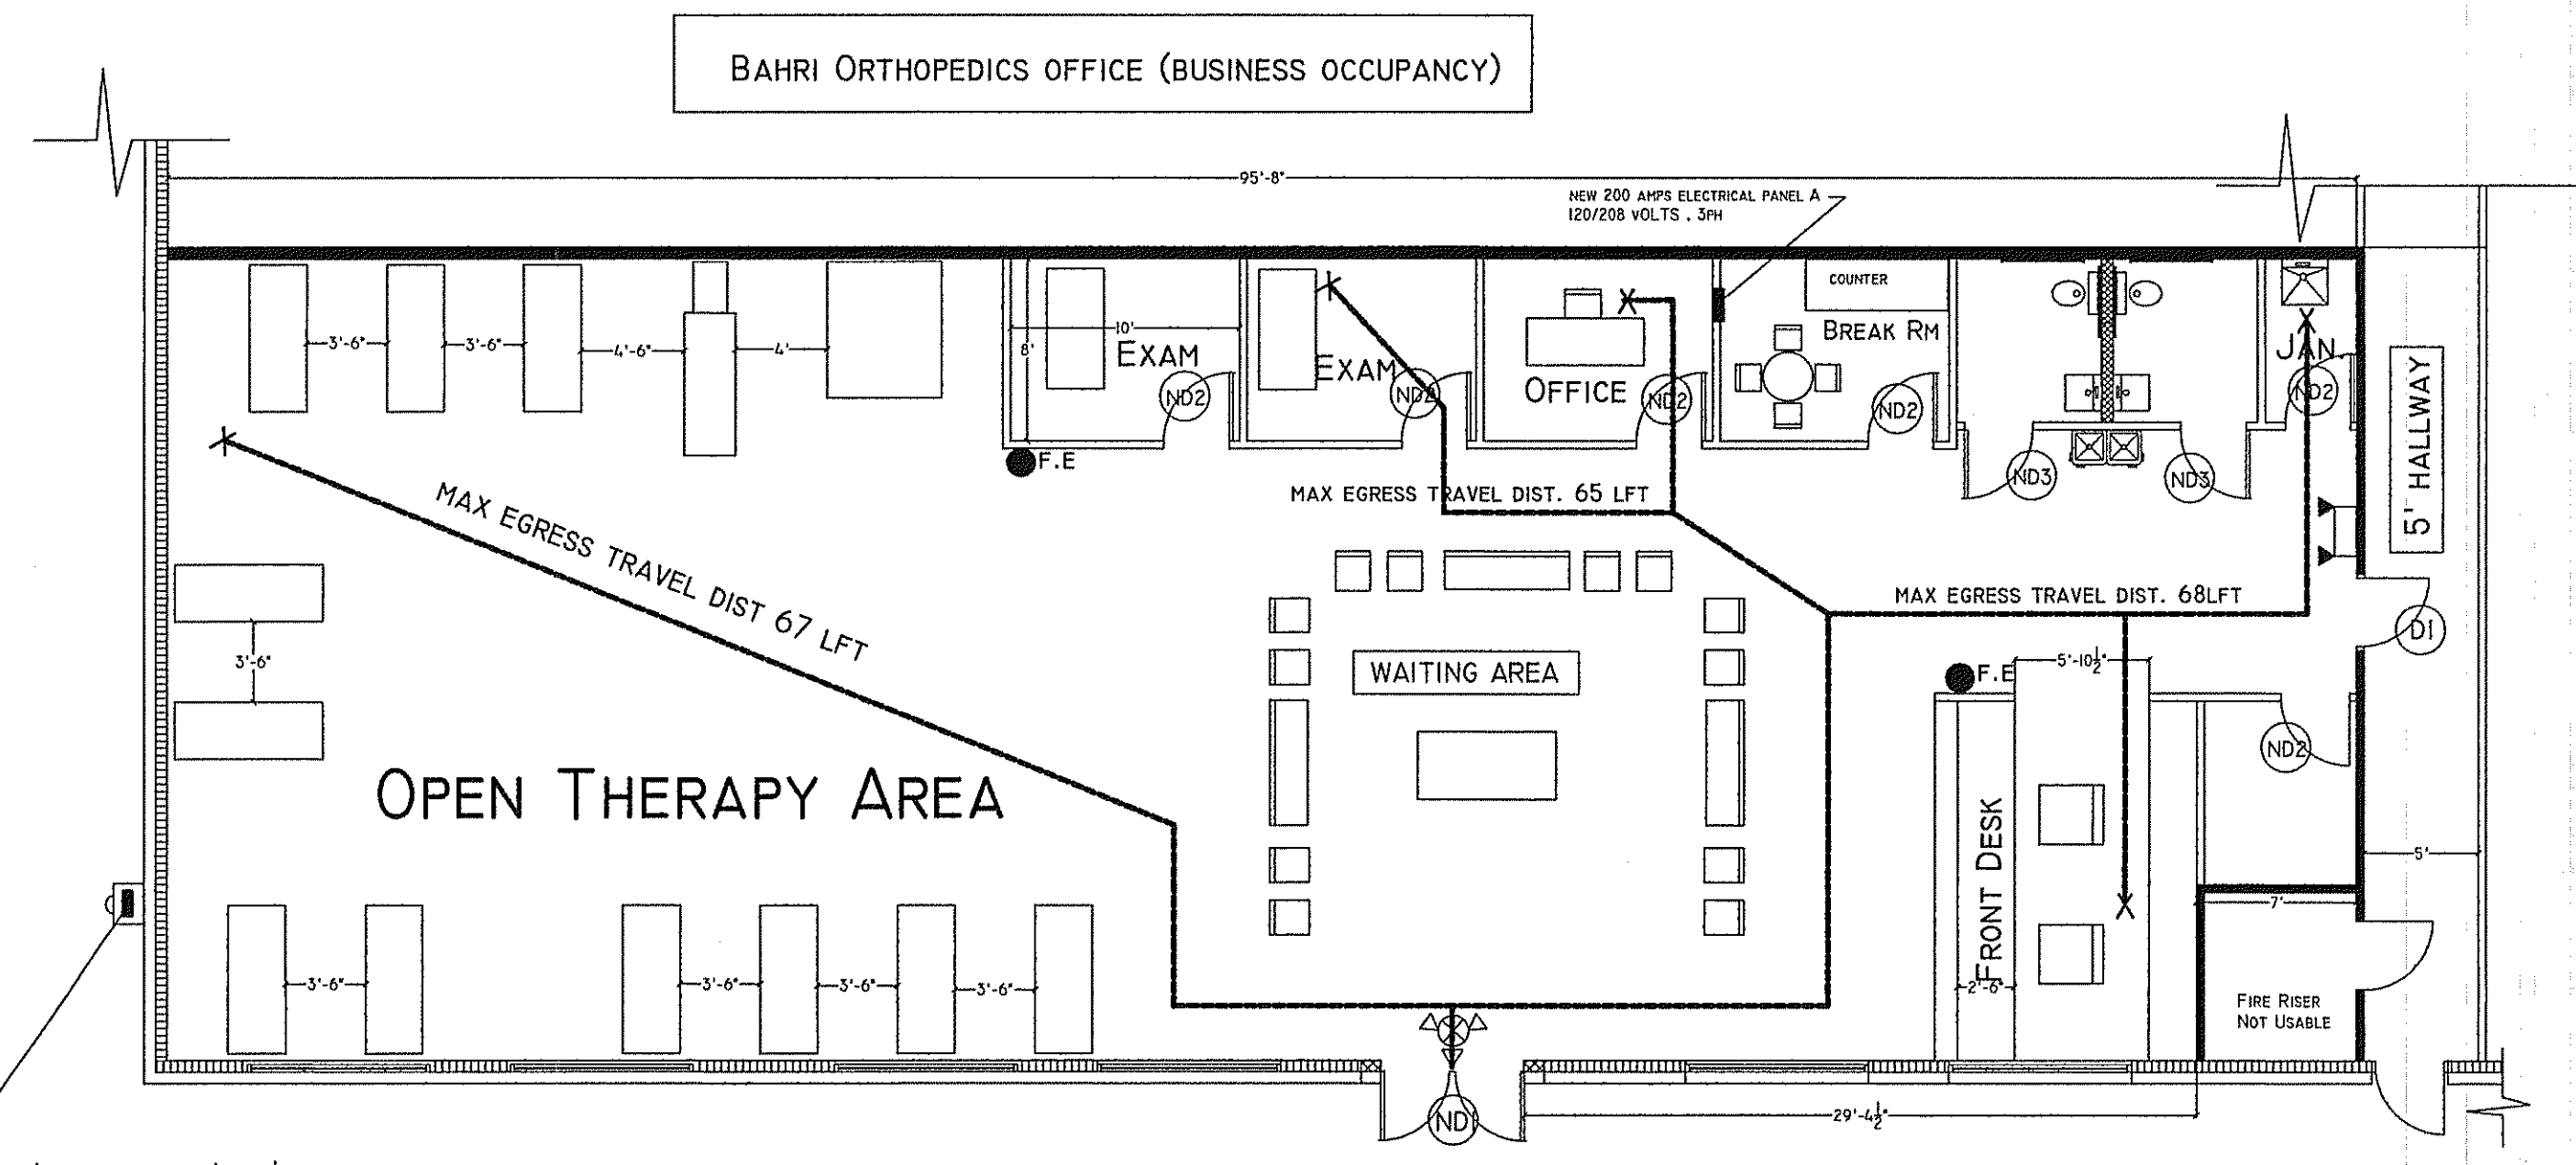 BAHRI ORTHOPEDICS OFFICE (BUSINESS OCCUPANCY)
95'-8"
NEW 200 AMPS ELECTRICAL PANEL A
120/208 VOLTS . 3PH
COUNTER
10'
BREAK RM
3'-6"
3'-6"
4'-6"
4'
8'
EXAM
EXAM
OFFICE
JAN.
ND2
ND2
ND2
ND2
ND2
5' HALLWAY
F.E
ND3
ND3
MAX EGRESS TRAVEL DIST. 65 LFT
MAX EGRESS TRAVEL DIST 67 LFT
MAX EGRESS TRAVEL DIST. 68LFT
D1
3'-6"
WAITING AREA
F.E
5'-10½"
ND2
OPEN THERAPY AREA
FRONT DESK
5'
7'
3'-6"
3'-6"
3'-6"
3'-6"
2'-6"
FIRE RISER
NOT USABLE
ND1
29'-4½"